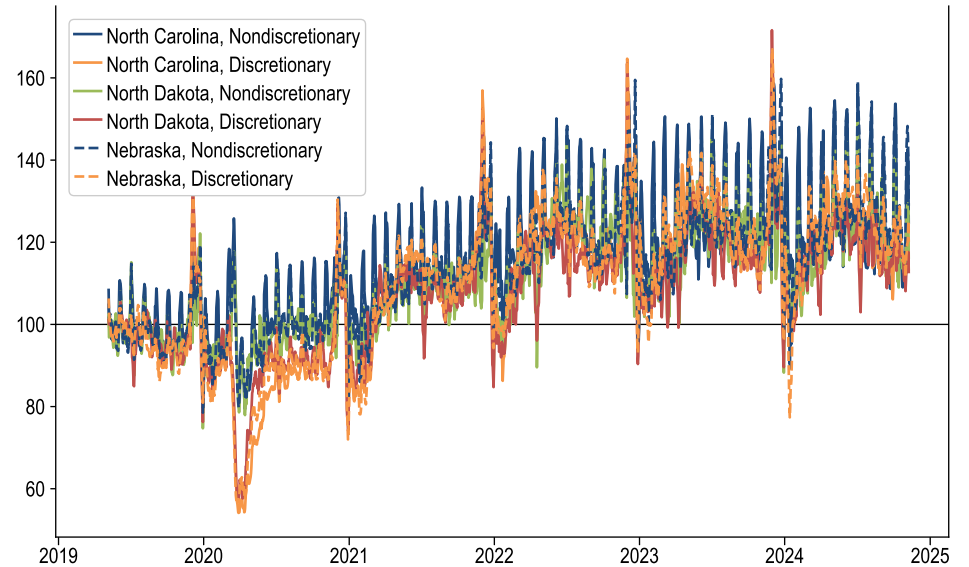 North Carolina, Nondiscretionary
North Carolina, Discretionary
North Dakota, Nondiscretionary
North Dakota, Discretionary
Nebraska, Nondiscretionary
Nebraska, Discretionary
160
140
120
100
80
60
2019 2020 2021 2022 2023 2024 2025